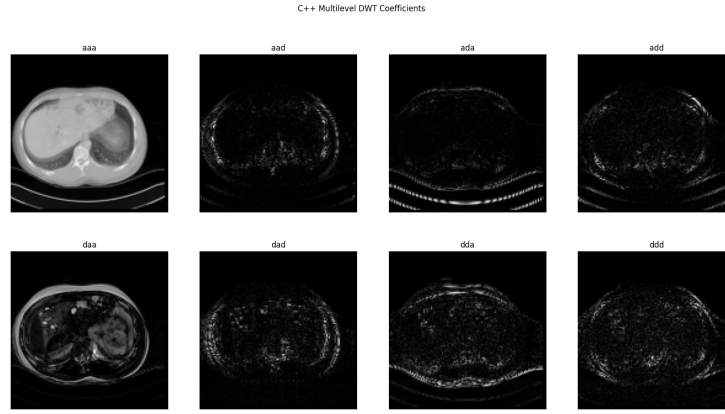 C++ Multilevel DWT Coefficients
aaa
aad
ada
add
daa
dad
dda
ddd